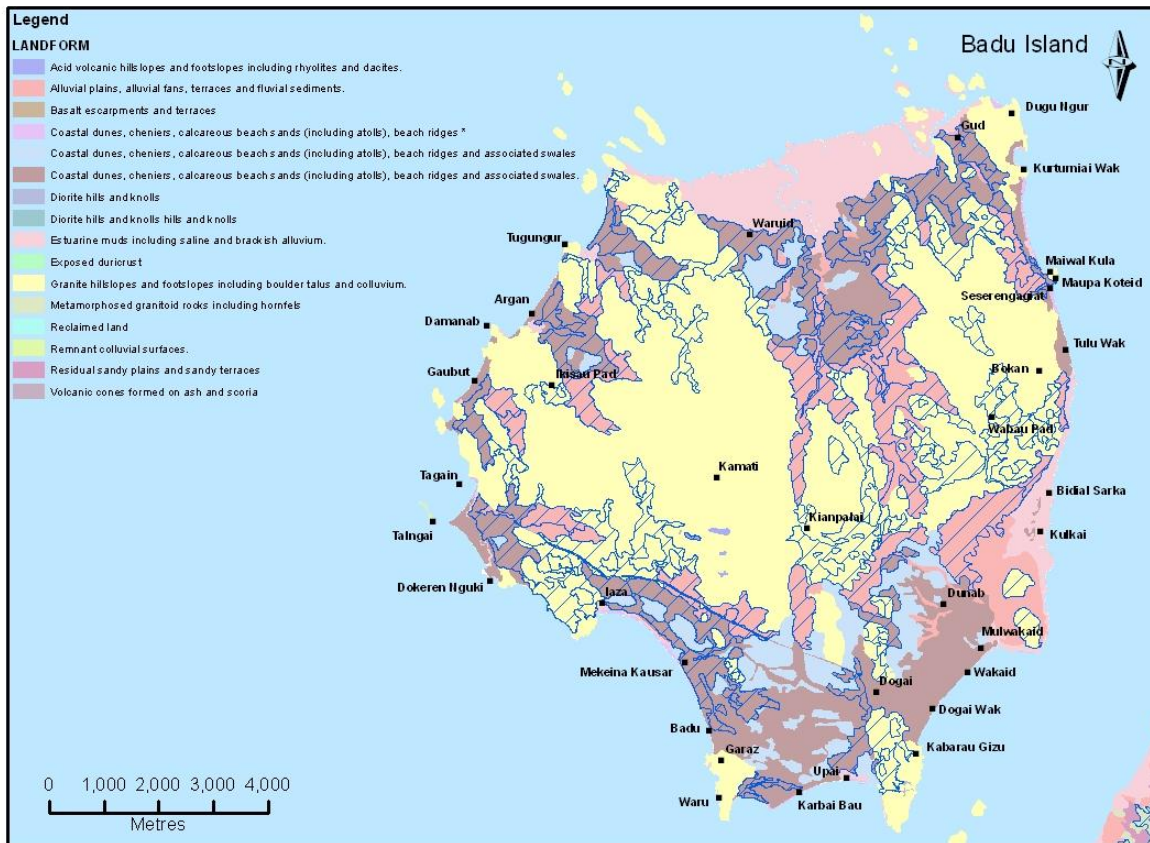 Legend
LANDFORM
Acid volcanic hillslopes and footslopes including rhyolites and dacites.
Alluvial plains, alluvial fans, terraces and fluvial sediments.
Basalt escarpments and terraces
Coastal dunes, cheniers, calcareous beach sands (including atolls), beach ridges *
Coastal dunes, cheniers, calcareous beach sands (including atolls), beach ridges and associated swales
Coastal dunes, cheniers, calcareous beach sands (including atolls), beach ridges and associated swales.
Diorite hills and knolls
Diorite hills and knolls hills and knolls
Estuarine muds including saline and brackish alluvium.
Exposed duricrust
Granite hillslopes and footslopes including boulder talus and colluvium.
Metamorphosed granitoid rocks including hornfels
Reclaimed land
Remnant colluvial surfaces.
Residual sandy plains and sandy terraces
Volcanic cones formed on ash and scoria
Badu Island
N
Dugu Ngur
Gud
Kurturniai Wak
Waruid
Tugungur
Maiwal Kula
Maupa Koteid
Seserengagrat
Argan
Damanab
Tulu Wak
Bokan
Gaubut
Ikisau Pad
Wabau Pad
Kamati
Tagain
Bidial Sarka
Talngai
Kianpalai
Kulkai
Dokeren Nguki
Iaza
Dunab
Mulwakaid
Mekeina Kausar
Wakaid
Dogai
Dogai Wak
Badu
Garaz
Kabarau Gizu
Upai
Waru
Karbai Bau
0 1,000 2,000 3,000 4,000
Metres